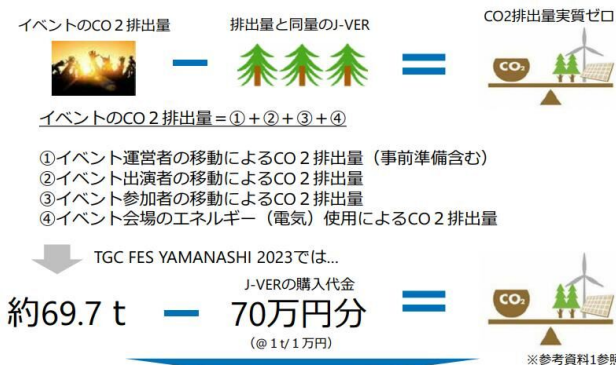 イベントのCO２排出量
排出量と同量のJ-VER
CO2排出量実質ゼロ
CO₂
イベントのCO２排出量＝①＋②＋③＋④
①イベント運営者の移動によるCO２排出量（事前準備含む）
②イベント出演者の移動によるCO２排出量
③イベント参加者の移動によるCO２排出量
④イベント会場のエネルギー（電気）使用によるCO２排出量
TGC FES YAMANASHI 2023では…
約69.7 t
J-VERの購入代金
70万円分
（@１t/１万円）
CO₂
※参考資料1参照